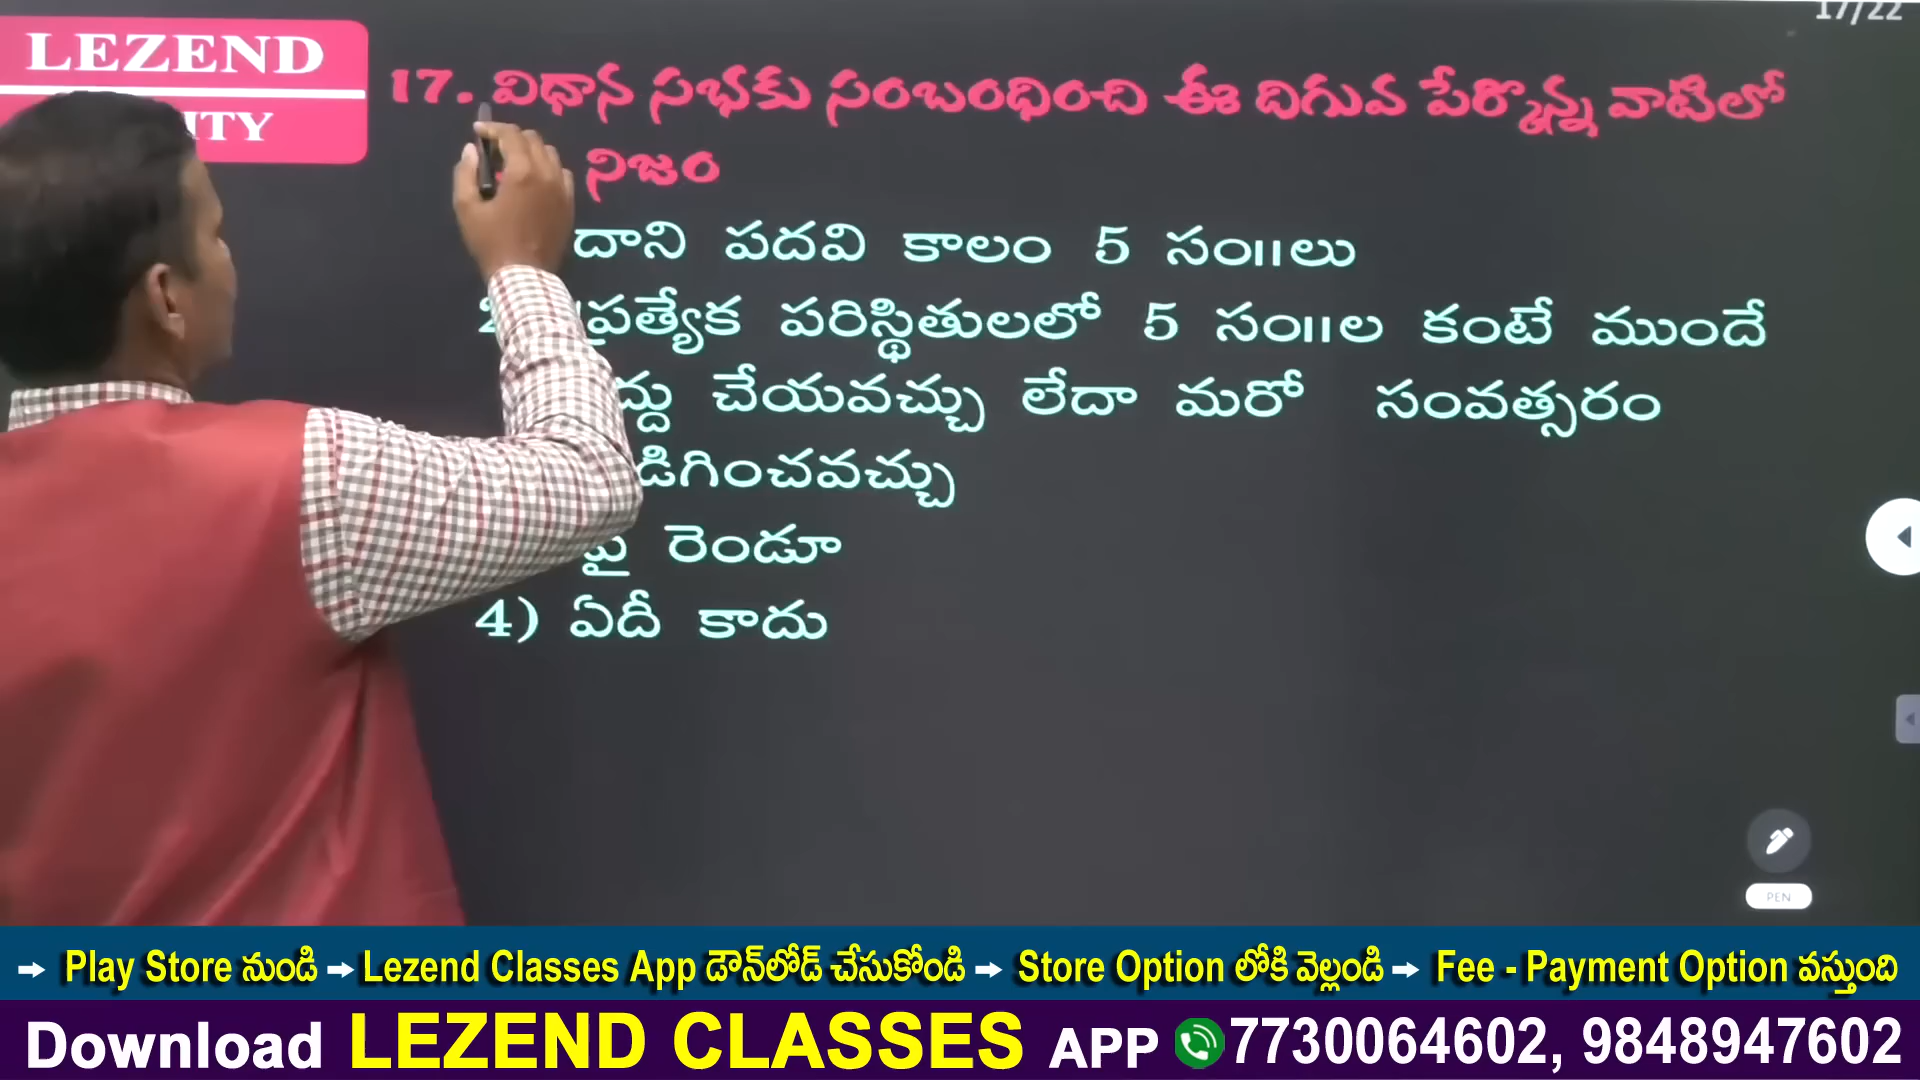 17/22
LEZEND
ITY
17. విధాన సభకు సంబంధించి ఈ దిగువ పేర్కొన్న వాటిలో
నిజం
దాని పదవి కాలం 5 సం॥లు
ప్రత్యేక పరిస్థితులలో 5 సం॥ల కంటే ముందే
ద్దు చేయవచ్చు లేదా మరో సంవత్సరం
డిగించవచ్చు
పై రెండూ
4) ఏదీ కాదు
PEN
→ Play Store నుండి → Lezend Classes App డౌన్‌లోడ్ చేసుకోండి → Store Option లోకి వెల్లండి → Fee - Payment Option వస్తుంది
Download LEZEND CLASSES APP 7730064602, 9848947602